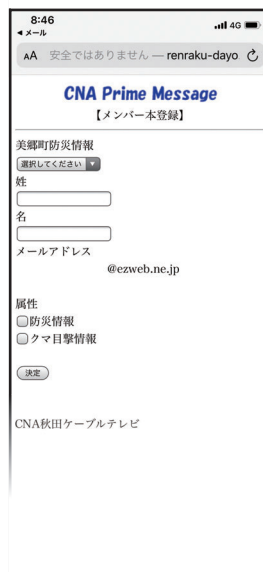 8:46
4G
◀ メール
AA 安全ではありません — renraku-dayo
CNA Prime Message
【メンバー本登録】
美郷町防災情報
選択してください
姓
名
メールアドレス
@ezweb.ne.jp
属性
防災情報
クマ目撃情報
決定
CNA秋田ケーブルテレビ